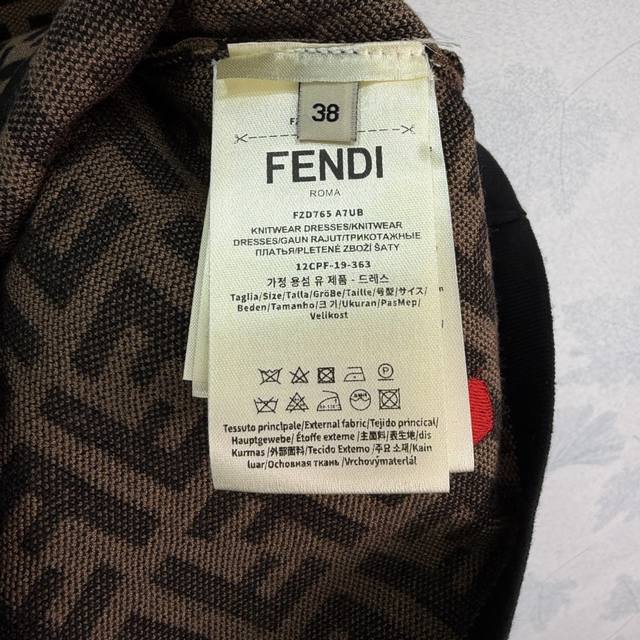 38
FENDI
ROMA
FZD765 A7UB
KNITWEAR DRESSES/KNITWEAR
DRESSES/GAUN RAJUT/ТРИКОТАЖНЫЕ
ПЛАТЬЯ/PLETENÉ ZBOŽÍ ŠATY
12CPF-19-363
가정 용섬 유 제품 - 드레스
Taglia/Size/Talla/GröBe/Taille/号型/サイズ/
Beden/Tamanho/크 기/Ukuran/PasMep/
Velikost
Tessuto principale/External fabric/Tejido principal/
Hauptgewebe/Étoffe externe/主面料/表生地/dis
Kurmas/外部面料/Tecido Externo/주요 소재/Kain
luar/Основная ткань/Vrchovýmateriál